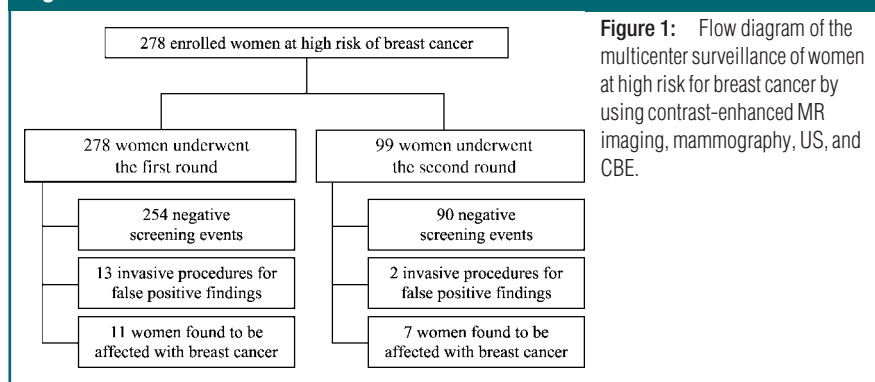 278 enrolled women at high risk of breast cancer
278 women underwent
the first round
254 negative
screening events
13 invasive procedures for
false positive findings
11 women found to be
affected with breast cancer
99 women underwent
the second round
90 negative
screening events
2 invasive procedures for
false positive findings
7 women found to be
affected with breast cancer
Figure 1: Flow diagram of the
multicenter surveillance of women
at high risk for breast cancer by
using contrast-enhanced MR
imaging, mammography, US, and
CBE.